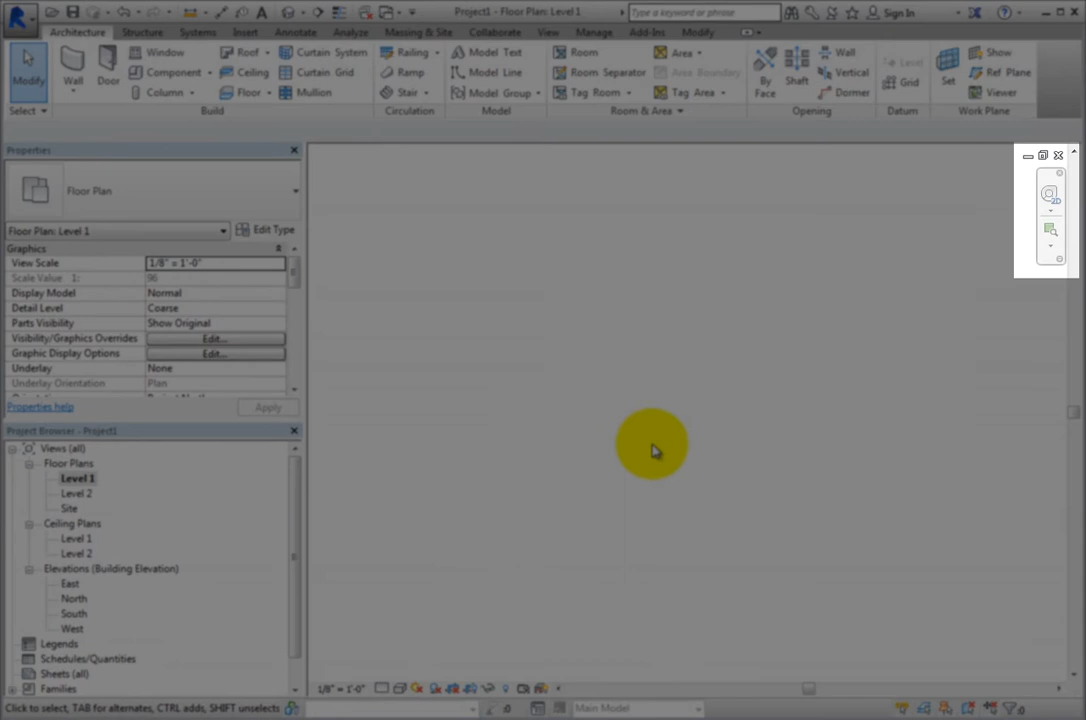 Project1 - Floor Plan: Level 1
Type a keyword or phrase
Sign In
Architecture Structure Systems Insert Annotate Analyze Massing & Site Collaborate View Manage Add-Ins Modify
Modify
Select
Wall
Door
Window
Component
Column
Roof
Ceiling
Floor
Curtain System
Curtain Grid
Mullion
Build
Railing
Ramp
Stair
Circulation
Model Text
Model Line
Model Group
Model
Room
Room Separator
Tag Room
Area
Area Boundary
Tag Area
Room & Area
By
Face
Shaft
Wall
Vertical
Dormer
Opening
Level
Grid
Datum
Set
Show
Ref Plane
Viewer
Work Plane
Properties
Floor Plan
Floor Plan: Level 1
Edit Type
Graphics
View Scale 1/8" = 1'-0"
Scale Value 1: 96
Display Model Normal
Detail Level Coarse
Parts Visibility Show Original
Visibility/Graphics Overrides Edit...
Graphic Display Options Edit...
Underlay None
Underlay Orientation Plan
Properties help
Apply
2D
Project Browser - Project1
Views (all)
Floor Plans
Level 1
Level 2
Site
Ceiling Plans
Level 1
Level 2
Elevations (Building Elevation)
East
North
South
West
Legends
Schedules/Quantities
Sheets (all)
Families
1/8" = 1'-0"
Click to select, TAB for alternates, CTRL adds, SHIFT unselects
:0
Main Model
:0